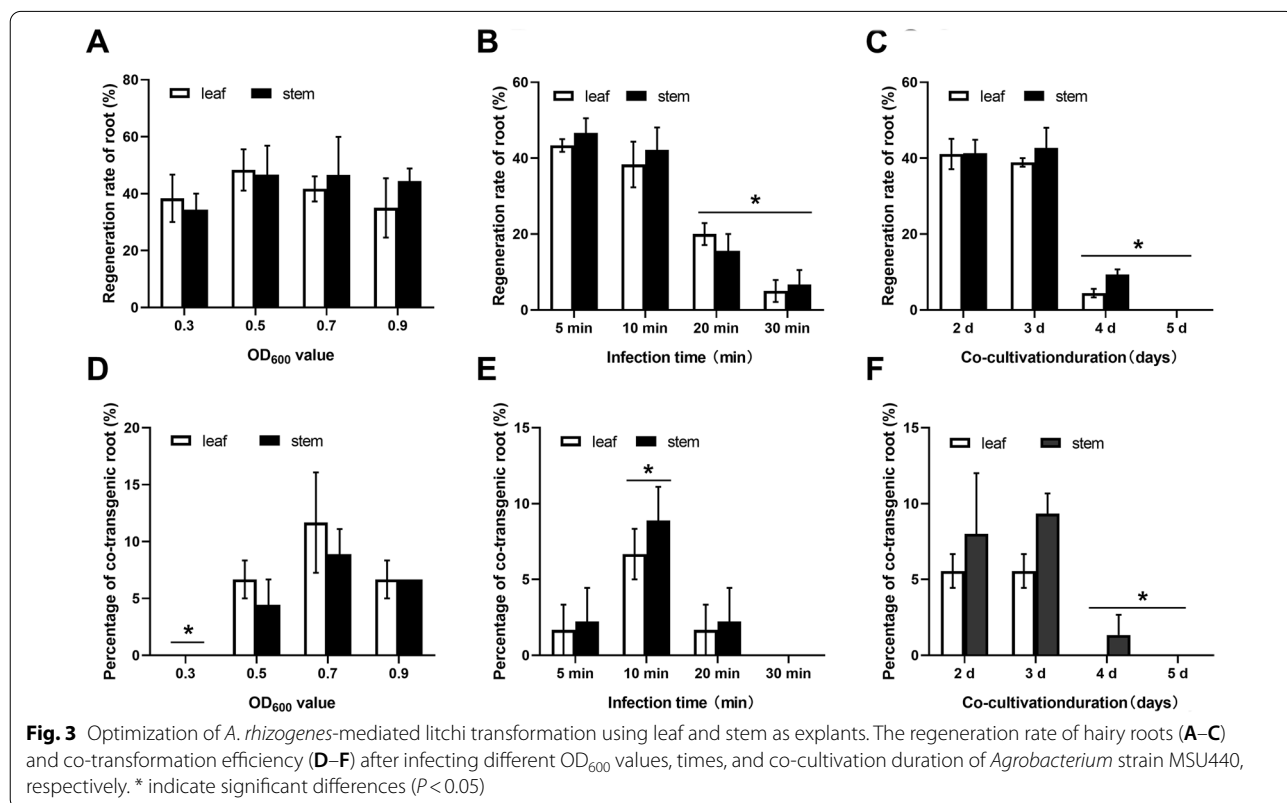 A
Regeneration rate of root (%)
leaf stem
80
60
40
20
0
0.3 0.5 0.7 0.9
OD600 value
B
Regeneration rate of root (%)
leaf stem
60
40
20
0
*
5 min 10 min 20 min 30 min
Infection time (min)
C
Regeneration rate of root (%)
leaf stem
60
40
20
0
*
2 d 3 d 4 d 5 d
Co-cultivationduration(days)
D
Percentage of co-transgenic root (%)
leaf stem
20
15
10
5
0
*
0.3 0.5 0.7 0.9
OD600 value
E
Percentage of co-transgenic root (%)
leaf stem
15
10
5
0
*
5 min 10 min 20 min 30 min
Infection time (min)
F
Percentage of co-transgenic root (%)
leaf stem
15
10
5
0
*
2 d 3 d 4 d 5 d
Co-cultivationduration(days)
Fig. 3 Optimization of A. rhizogenes-mediated litchi transformation using leaf and stem as explants. The regeneration rate of hairy roots (A–C)
and co-transformation efficiency (D–F) after infecting different OD600 values, times, and co-cultivation duration of Agrobacterium strain MSU440,
respectively. * indicate significant differences (P < 0.05)